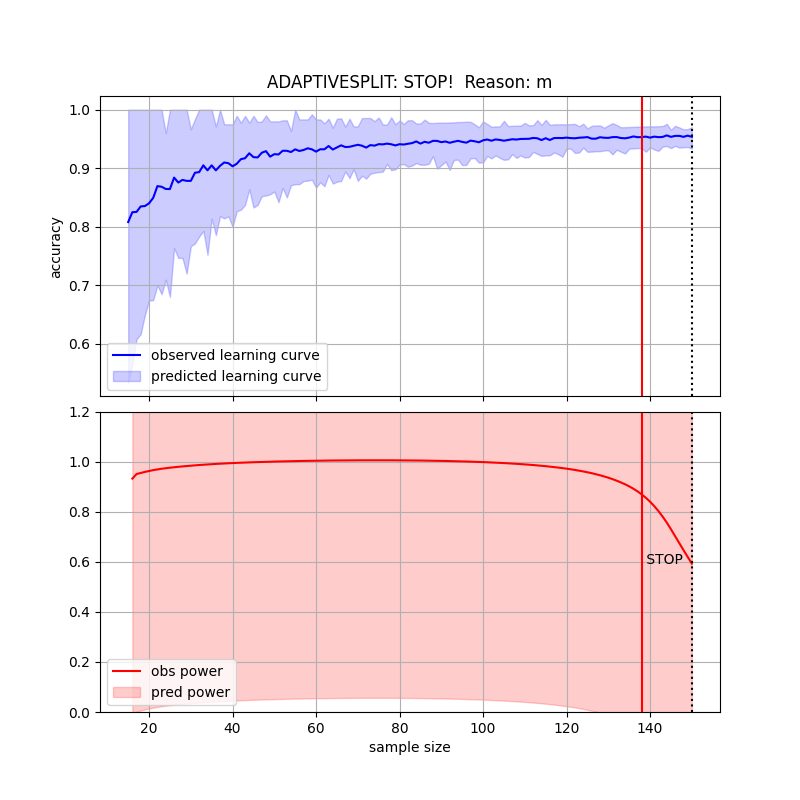 ADAPTIVESPLIT: STOP!  Reason: m
1.0
0.9
0.8
0.7
0.6
accuracy
observed learning curve
predicted learning curve
1.2
1.0
0.8
0.6
0.4
0.2
0.0
STOP
obs power
pred power
20 40 60 80 100 120 140
sample size